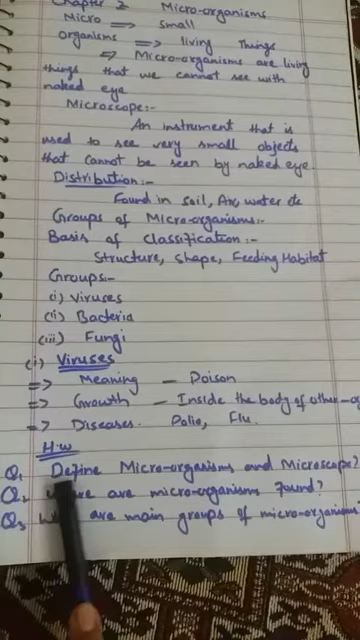 Chapter 2 Micro-organisms
Micro => small
organisms => living things
=> Micro-organisms are living
things that we cannot see with
naked eye
Microscope:-
An instrument that is
used to see very small objects
that cannot be seen by naked eye.
Distribution:-
Found in soil, Air, water etc
Groups of Micro-organisms:-
Basis of classification:-
Structure, Shape, Feeding Habitat
Groups:-
(i) Viruses
(ii) Bacteria
(iii) Fungi
(i) Viruses
=> Meaning — Poison
=> Growth — Inside the body of other
=> Diseases. Polio, Flu.
H.W
Q1 Define Micro-organisms and Microscope?
Q2 are micro-organisms found?
Q3 are main groups of micro-organisms